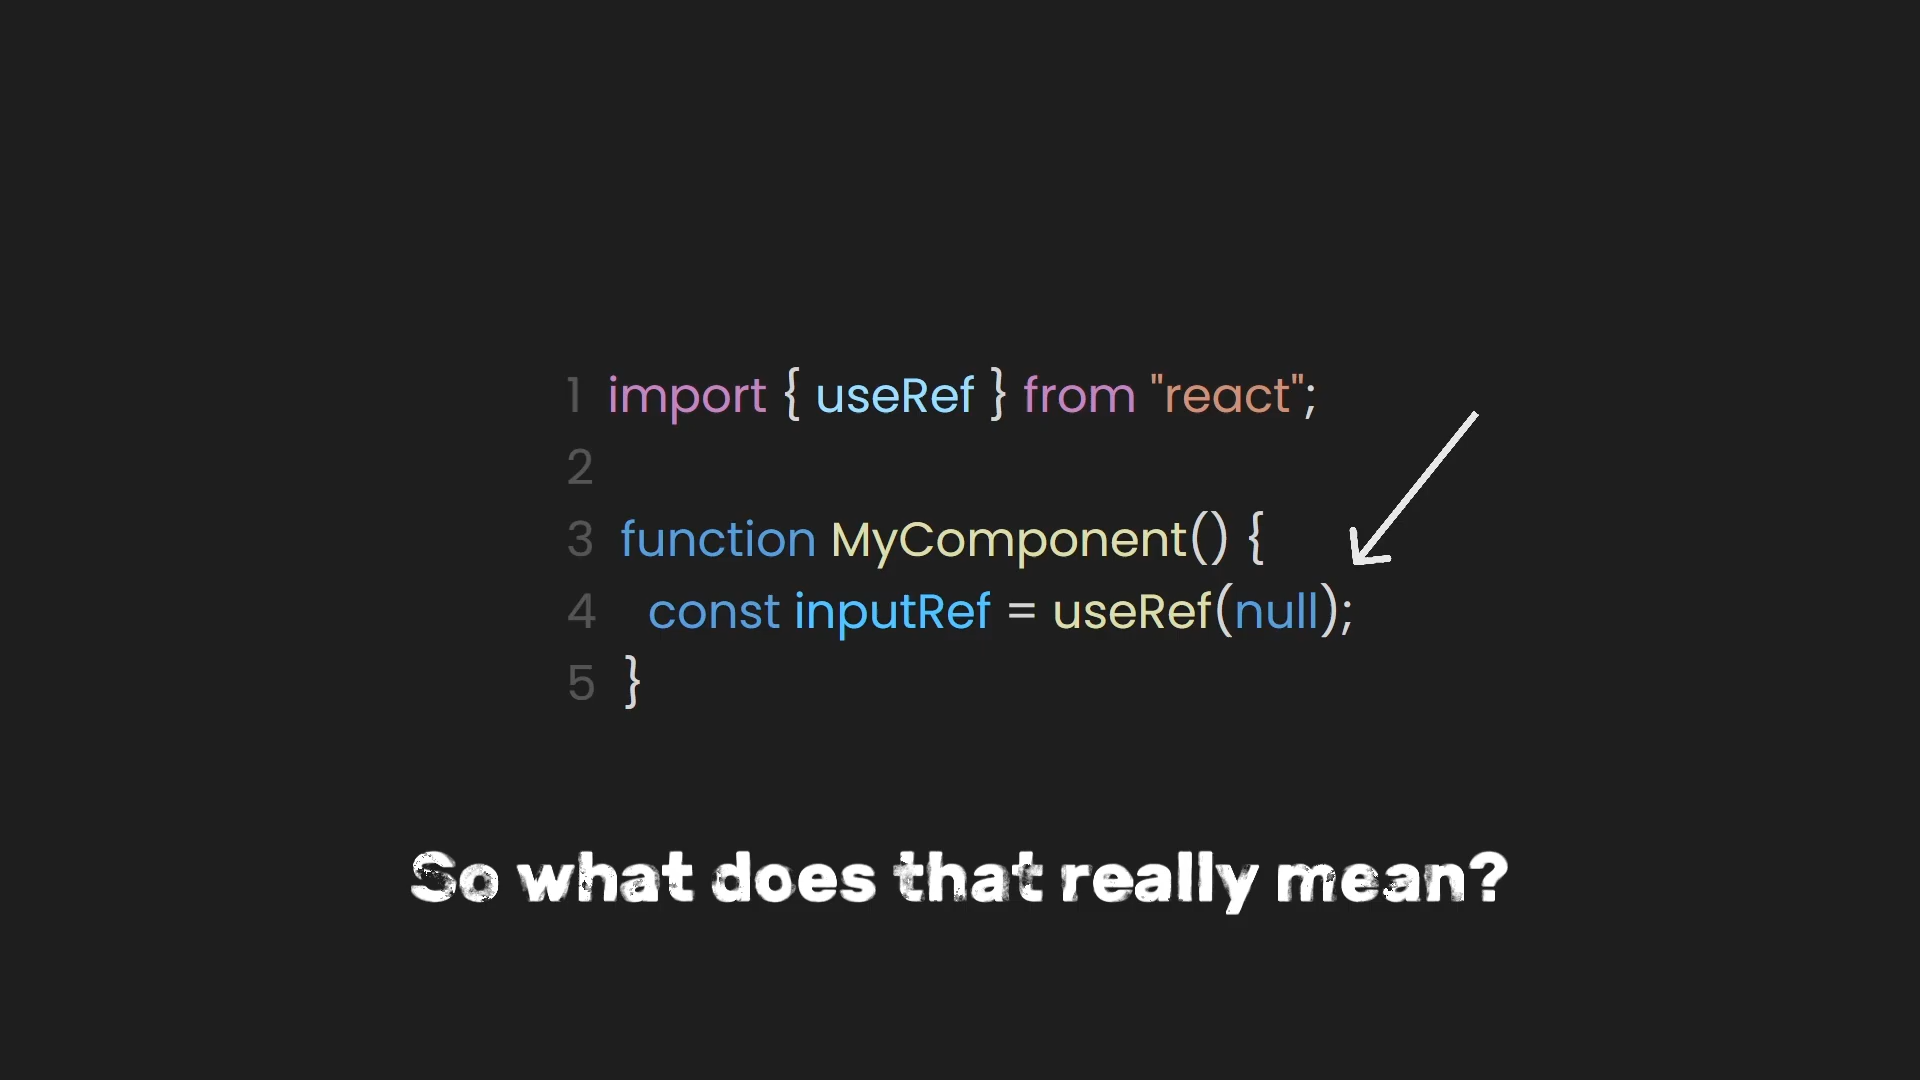 1 import { useRef } from "react";
2
3 function MyComponent() {
4 const inputRef = useRef(null);
5 }
So what does that really mean?